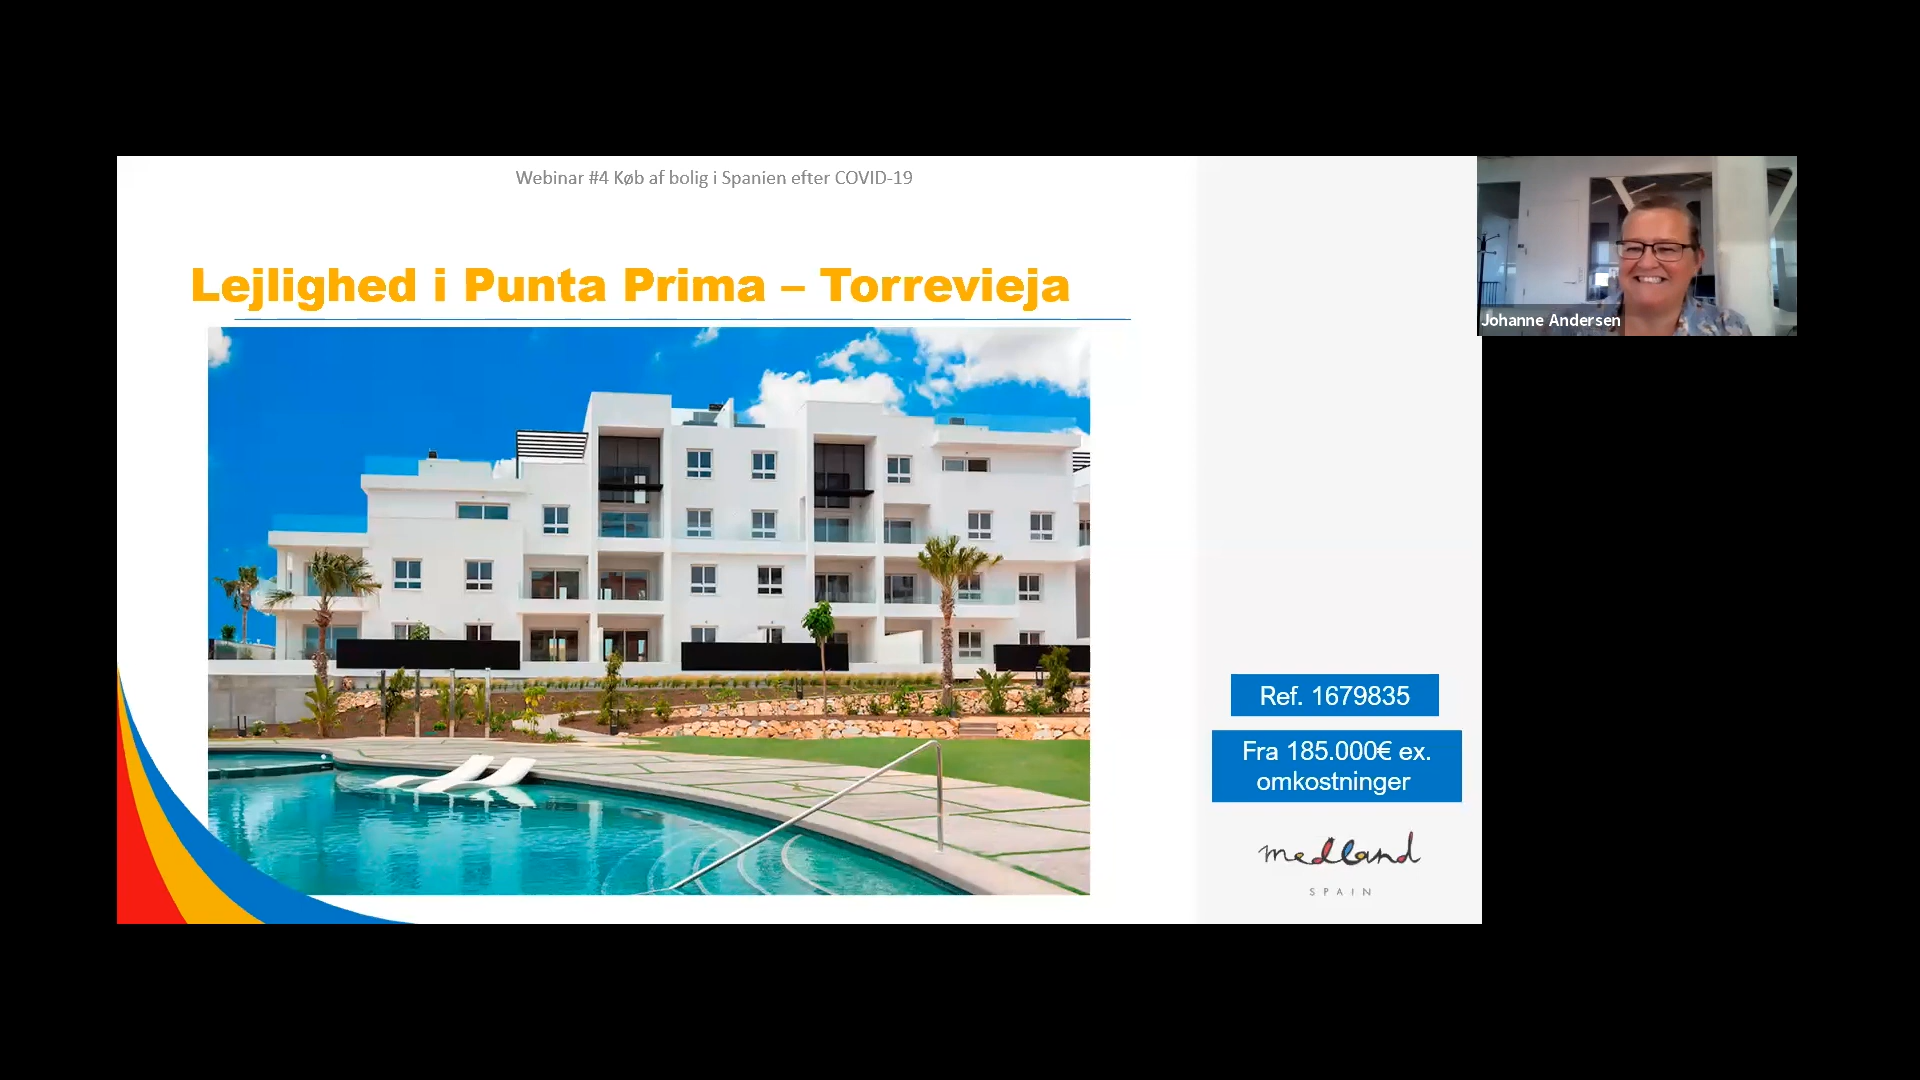 Webinar #4 Køb af bolig i Spanien efter COVID-19
Lejlighed i Punta Prima – Torrevieja
Johanne Andersen
Ref. 1679835
Fra 185.000€ ex.
omkostninger
medland
SPAIN